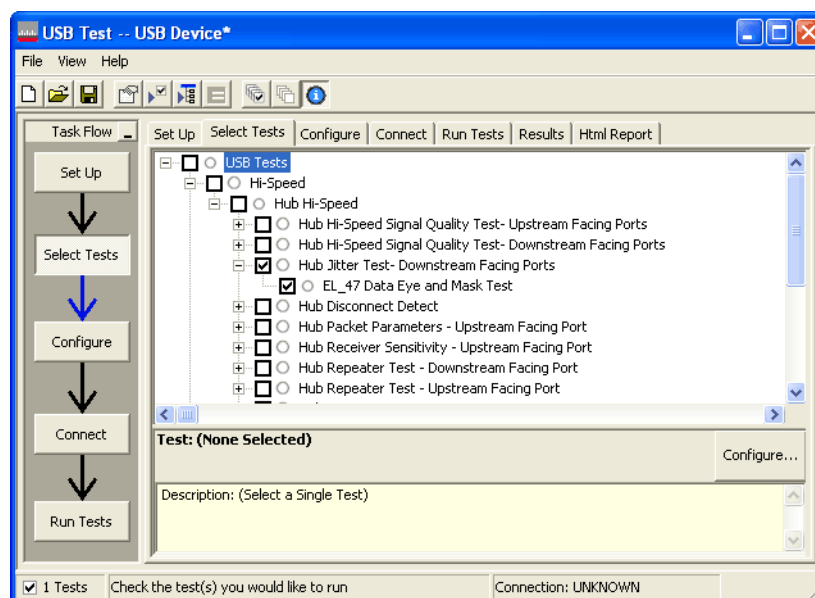 USB Test -- USB Device*
File View Help
Task Flow
Set Up
Select Tests
Configure
Connect
Run Tests
Set Up Select Tests Configure Connect Run Tests Results Html Report
USB Tests
Hi-Speed
Hub Hi-Speed
Hub Hi-Speed Signal Quality Test- Upstream Facing Ports
Hub Hi-Speed Signal Quality Test- Downstream Facing Ports
Hub Jitter Test- Downstream Facing Ports
EL_47 Data Eye and Mask Test
Hub Disconnect Detect
Hub Packet Parameters - Upstream Facing Port
Hub Receiver Sensitivity - Upstream Facing Port
Hub Repeater Test - Downstream Facing Port
Hub Repeater Test - Upstream Facing Port
Test: (None Selected)
Configure...
Description: (Select a Single Test)
1 Tests Check the test(s) you would like to run Connection: UNKNOWN